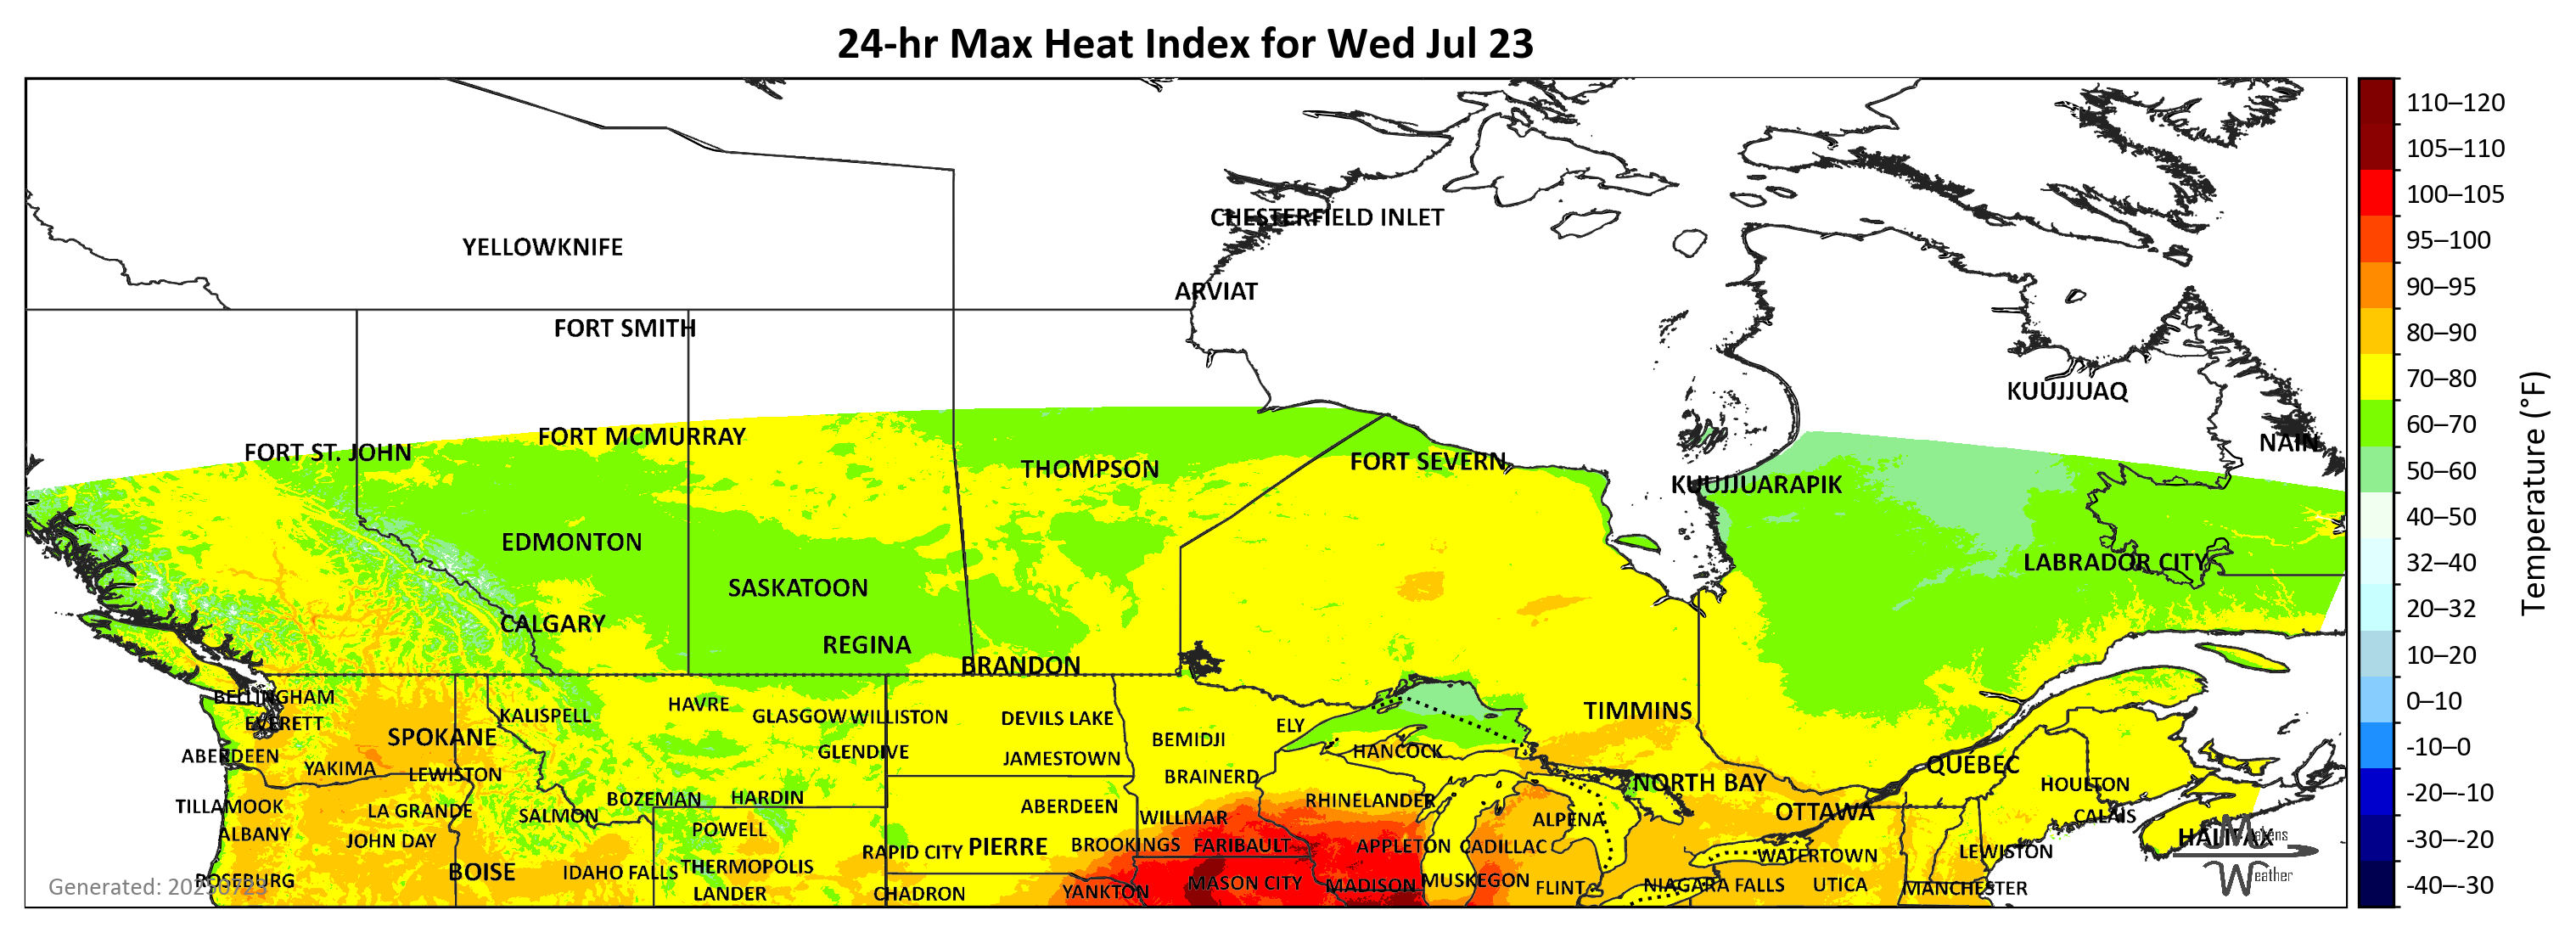 24-hr Max Heat Index for Wed Jul 23
110–120
105–110
CHESTERFIELD INLET
100–105
YELLOWKNIFE
95–100
ARVIAT
90–95
FORT SMITH
80–90
KUUJJUAQ
70–80
FORT MCMURRAY
60–70
FORT ST. JOHN
NAIN
THOMPSON
FORT SEVERN
50–60
KUUJJUARAPIK
40–50
EDMONTON
LABRADOR CITY
32–40
SASKATOON
20–32
CALGARY
REGINA
10–20
BRANDON
BELLINGHAM
HAVRE
0–10
EVERETT
KALISPELL
GLASGOW
WILLISTON
DEVILS LAKE
ELY
TIMMINS
SPOKANE
BEMIDJI
-10–0
ABERDEEN
GLENDIVE
JAMESTOWN
HANCOCK
YAKIMA
LEWISTON
BRAINERD
QUÉBEC
NORTH BAY
HOULTON
-20–-10
TILLAMOOK
LA GRANDE
SALMON
BOZEMAN
HARDIN
ABERDEEN
WILLMAR
RHINELANDER
OTTAWA
CALAIS
ALBANY
JOHN DAY
POWELL
ALPENA
HALIFAX
Makens
-30–-20
RAPID CITY
PIERRE
BROOKINGS
FARIBAULT
APPLETON
CADILLAC
WATERTOWN
LEWISTON
BOISE
IDAHO FALLS
THERMOPOLIS
Weather
ROSEBURG
Generated: 20250723
LANDER
CHADRON
YANKTON
MASON CITY
MADISON
MUSKEGON
FLINT
NIAGARA FALLS
UTICA
MANCHESTER
-40–-30
Temperature (°F)